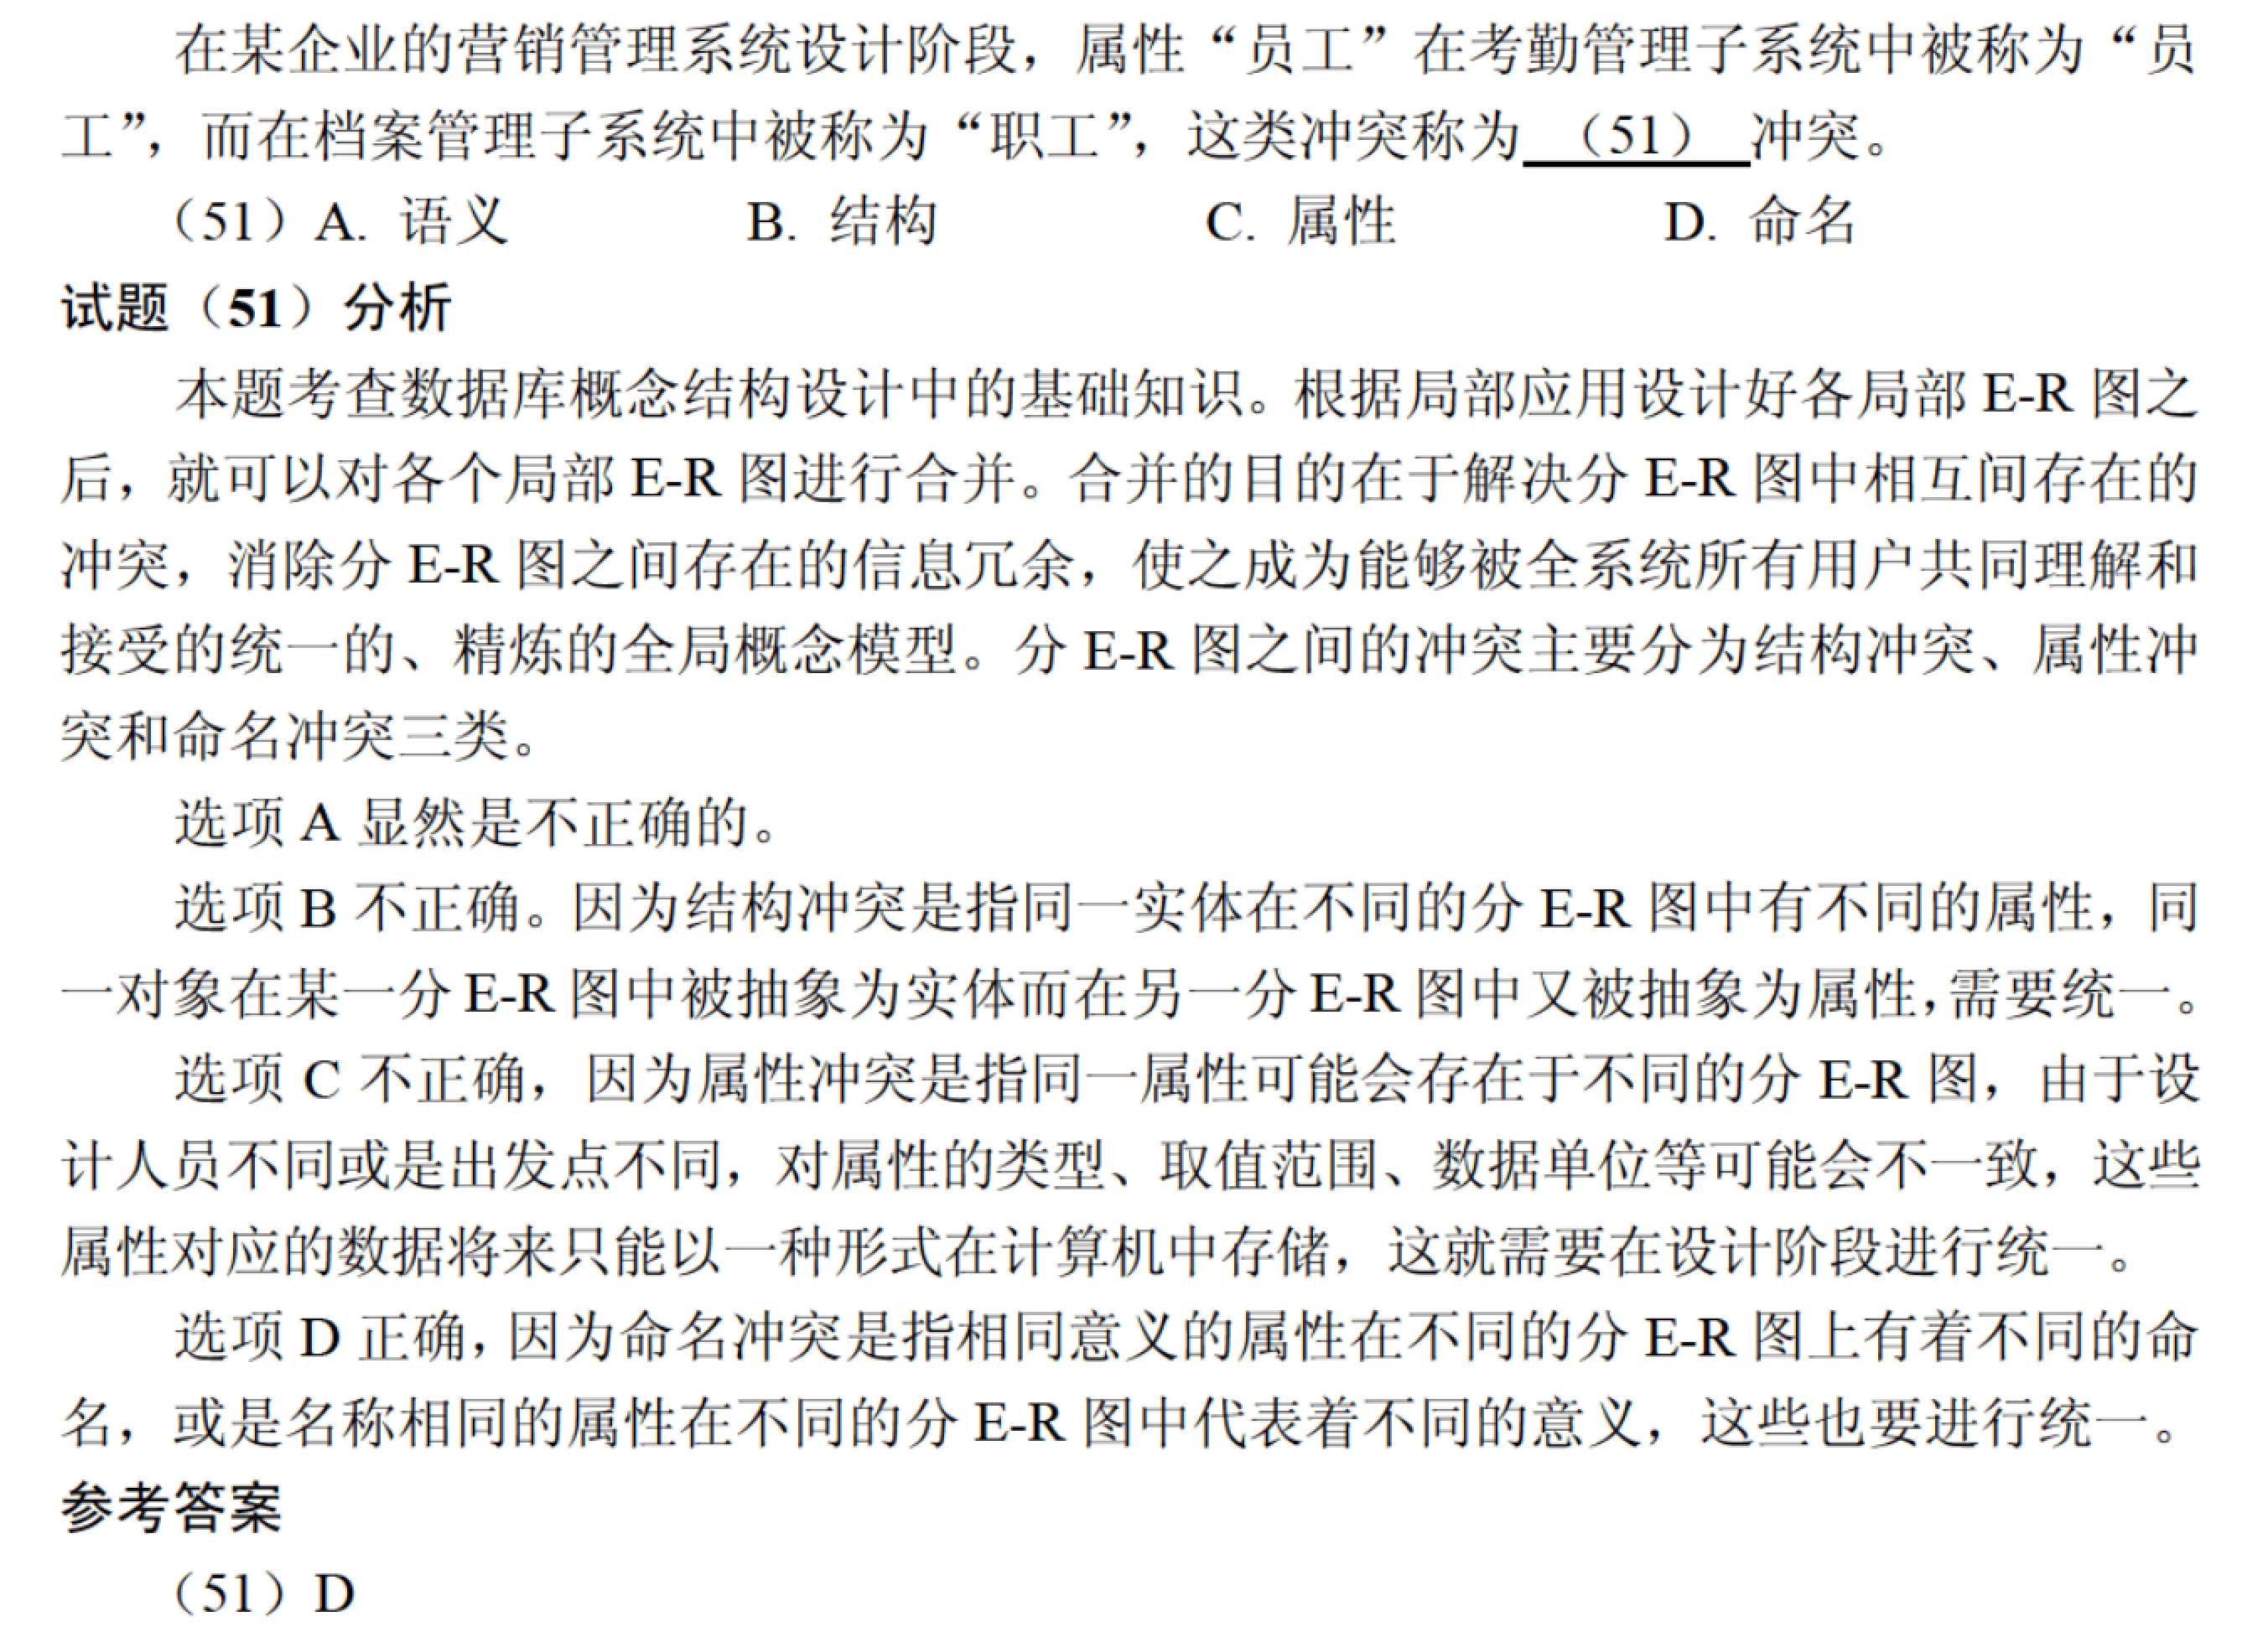 在某企业的营销管理系统设计阶段，属性“员工”在考勤管理子系统中被称为“员
工”，而在档案管理子系统中被称为“职工”，这类冲突称为 （51） 冲突。
（51）A. 语义 B. 结构 C. 属性 D. 命名
试题（51）分析
本题考查数据库概念结构设计中的基础知识。根据局部应用设计好各局部 E-R 图之
后，就可以对各个局部 E-R 图进行合并。合并的目的在于解决分 E-R 图中相互间存在的
冲突，消除分 E-R 图之间存在的信息冗余，使之成为能够被全系统所有用户共同理解和
接受的统一的、精炼的全局概念模型。分 E-R 图之间的冲突主要分为结构冲突、属性冲
突和命名冲突三类。
选项 A 显然是不正确的。
选项 B 不正确。因为结构冲突是指同一实体在不同的分 E-R 图中有不同的属性，同
一对象在某一分 E-R 图中被抽象为实体而在另一分 E-R 图中又被抽象为属性，需要统一。
选项 C 不正确，因为属性冲突是指同一属性可能会存在于不同的分 E-R 图，由于设
计人员不同或是出发点不同，对属性的类型、取值范围、数据单位等可能会不一致，这些
属性对应的数据将来只能以一种形式在计算机中存储，这就需要在设计阶段进行统一。
选项 D 正确，因为命名冲突是指相同意义的属性在不同的分 E-R 图上有着不同的命
名，或是名称相同的属性在不同的分 E-R 图中代表着不同的意义，这些也要进行统一。
参考答案
（51）D